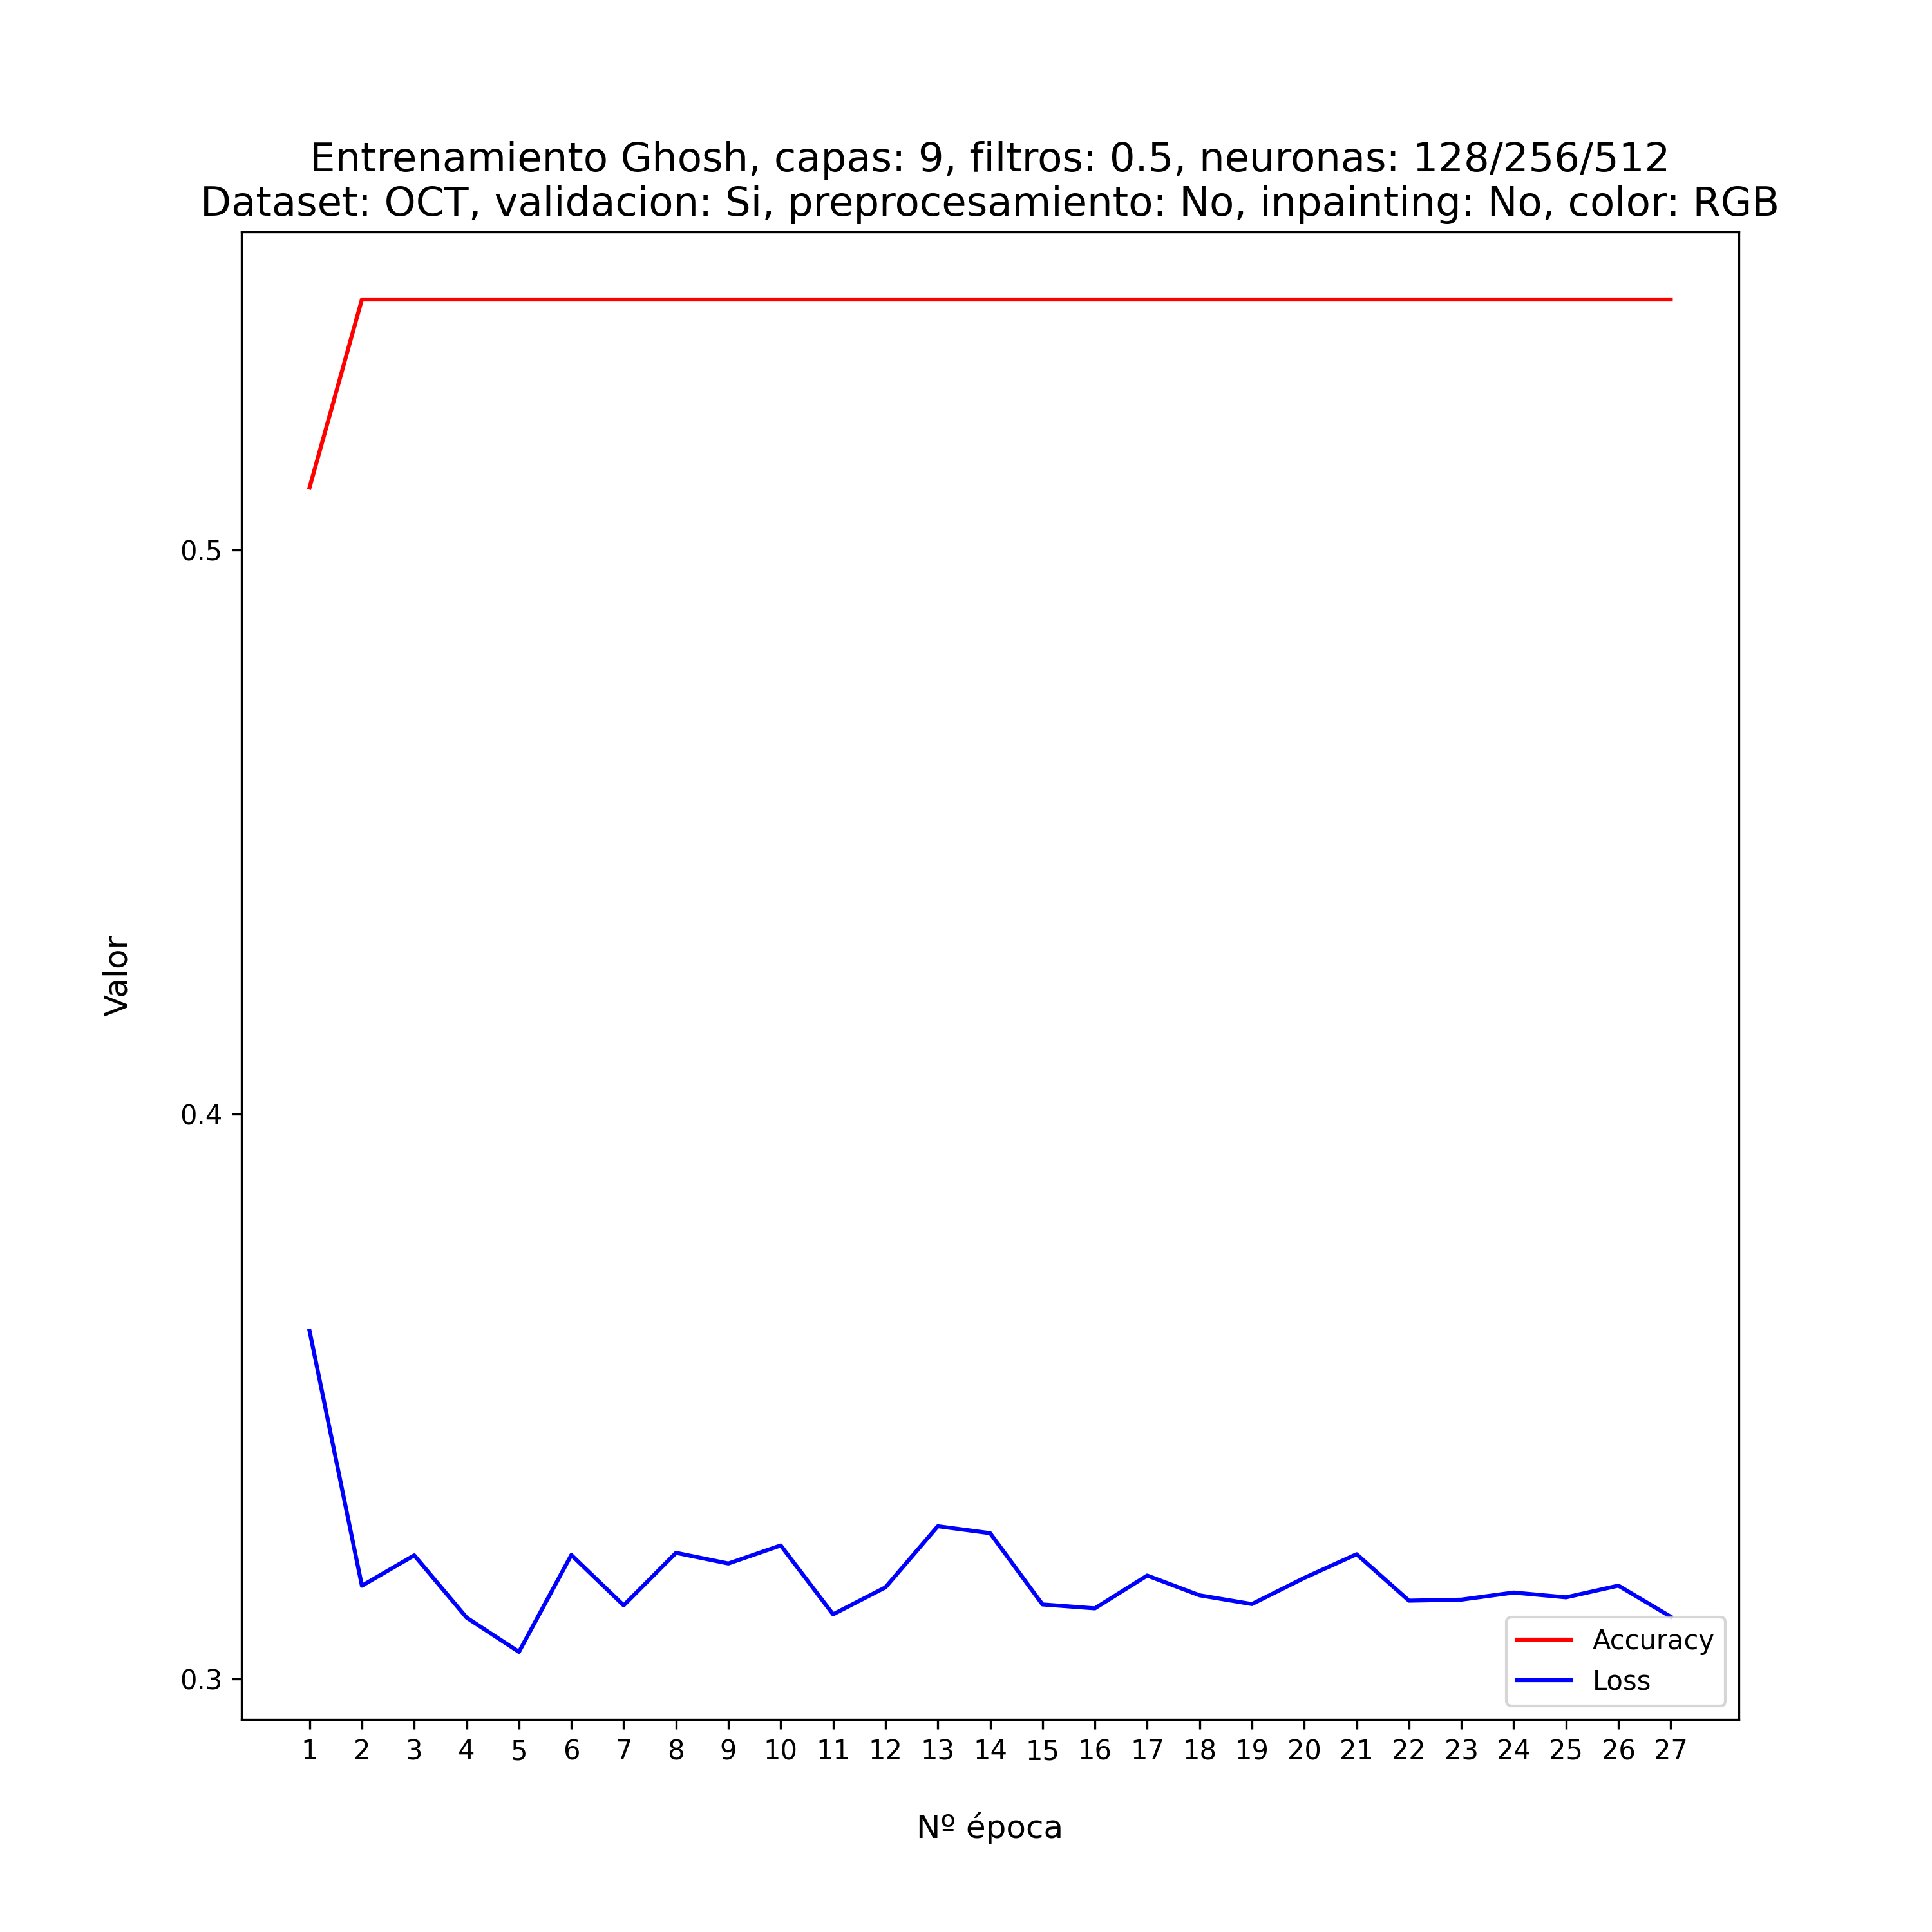 Entrenamiento Ghosh, capas: 9, filtros: 0.5, neuronas: 128/256/512
Dataset: OCT, validacion: Si, preprocesamiento: No, inpainting: No, color: RGB
Valor
0.5
0.4
0.3
Accuracy
Loss
1 2 3 4 5 6 7 8 9 10 11 12 13 14 15 16 17 18 19 20 21 22 23 24 25 26 27
Nº época